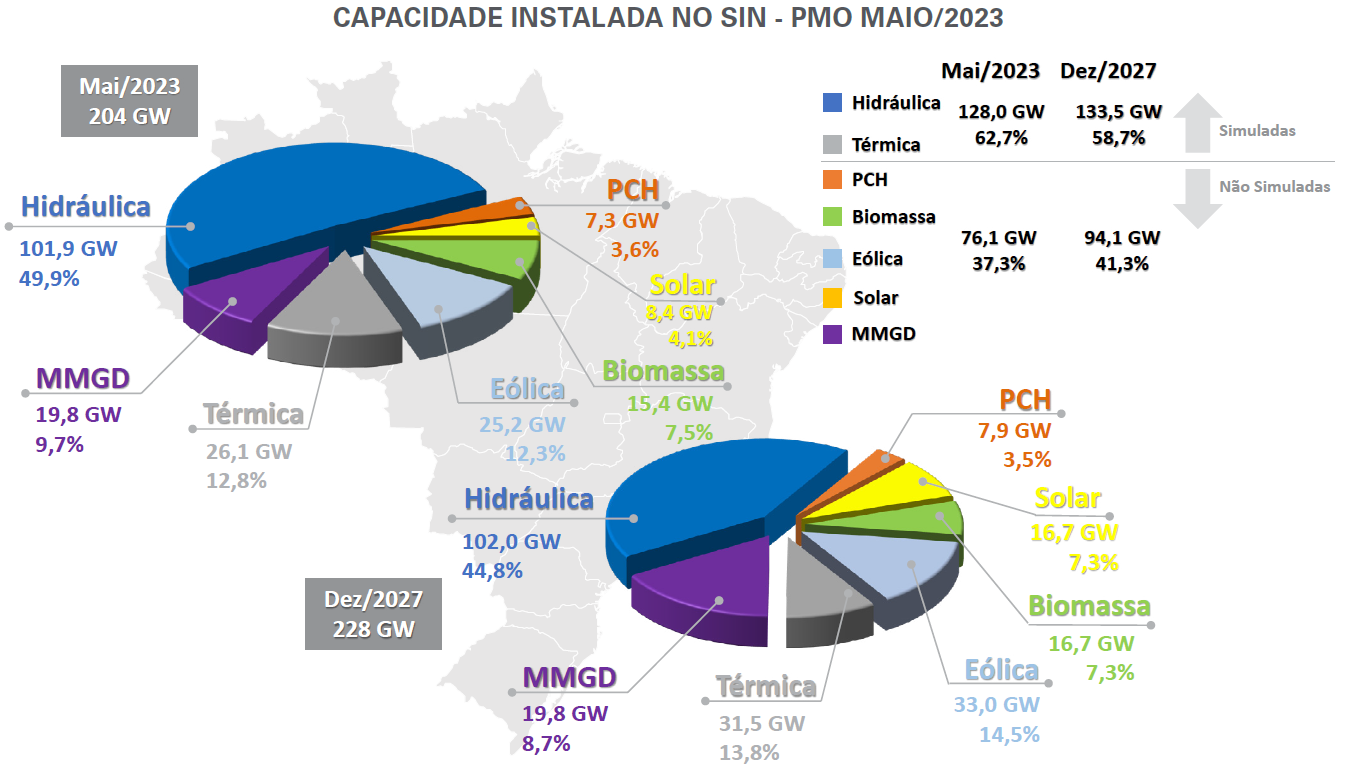 CAPACIDADE INSTALADA NO SIN - PMO MAIO/2023
Mai/2023
204 GW
Hidráulica
101,9 GW
49,9%
MMGD
19,8 GW
9,7%
Térmica
26,1 GW
12,8%
Eólica
25,2 GW
12,3%
Biomassa
15,4 GW
7,5%
Solar
8,4 GW
4,1%
PCH
7,3 GW
3,6%
Mai/2023 Dez/2027
Hidráulica
Térmica
128,0 GW 133,5 GW
62,7% 58,7%
Simuladas
Não Simuladas
PCH
Biomassa
Eólica
Solar
MMGD
76,1 GW 94,1 GW
37,3% 41,3%
Dez/2027
228 GW
Hidráulica
102,0 GW
44,8%
MMGD
19,8 GW
8,7%
Térmica
31,5 GW
13,8%
Eólica
33,0 GW
14,5%
Biomassa
16,7 GW
7,3%
Solar
16,7 GW
7,3%
PCH
7,9 GW
3,5%